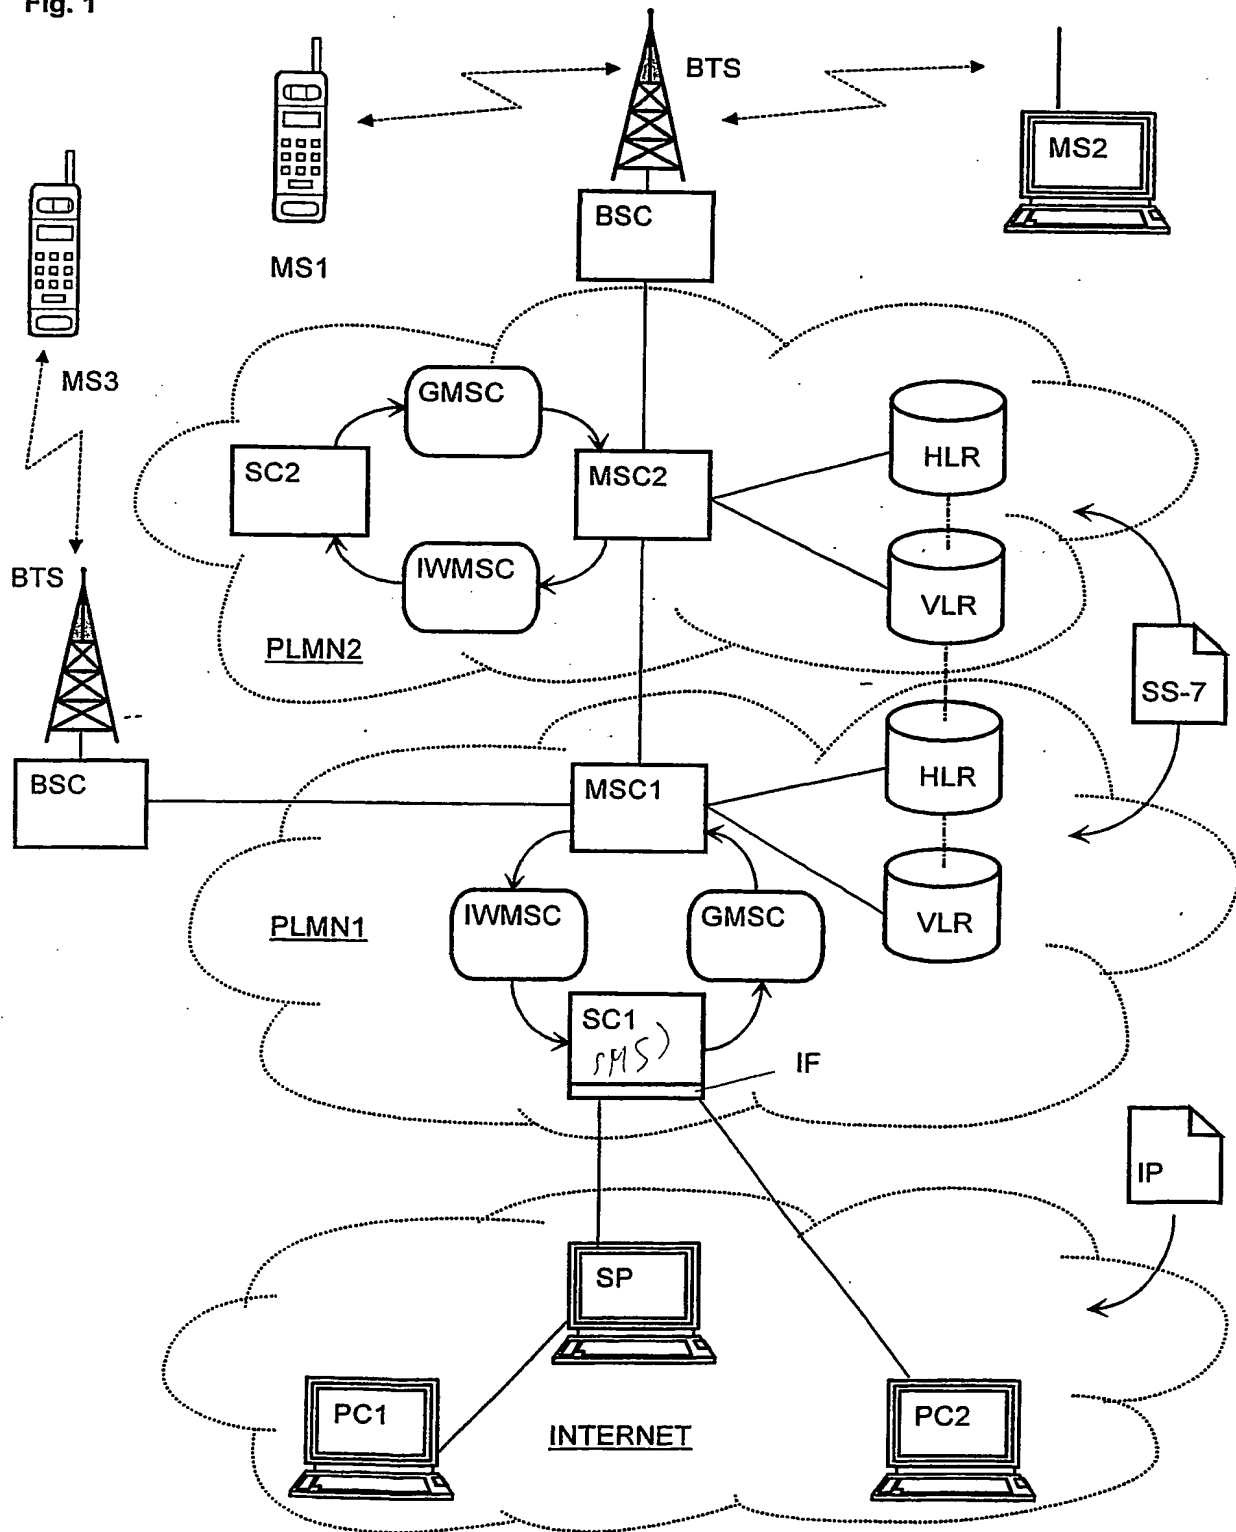 Fig. 1
BTS
MS2
BSC
MS1
MS3
GMSC
HLR
SC2
MSC2
BTS
IWMSC
VLR
PLMN2
SS-7
HLR
BSC
MSC1
IWMSC
GMSC
VLR
PLMN1
SC1
SMS)
IF
IP
SP
PC1
PC2
INTERNET